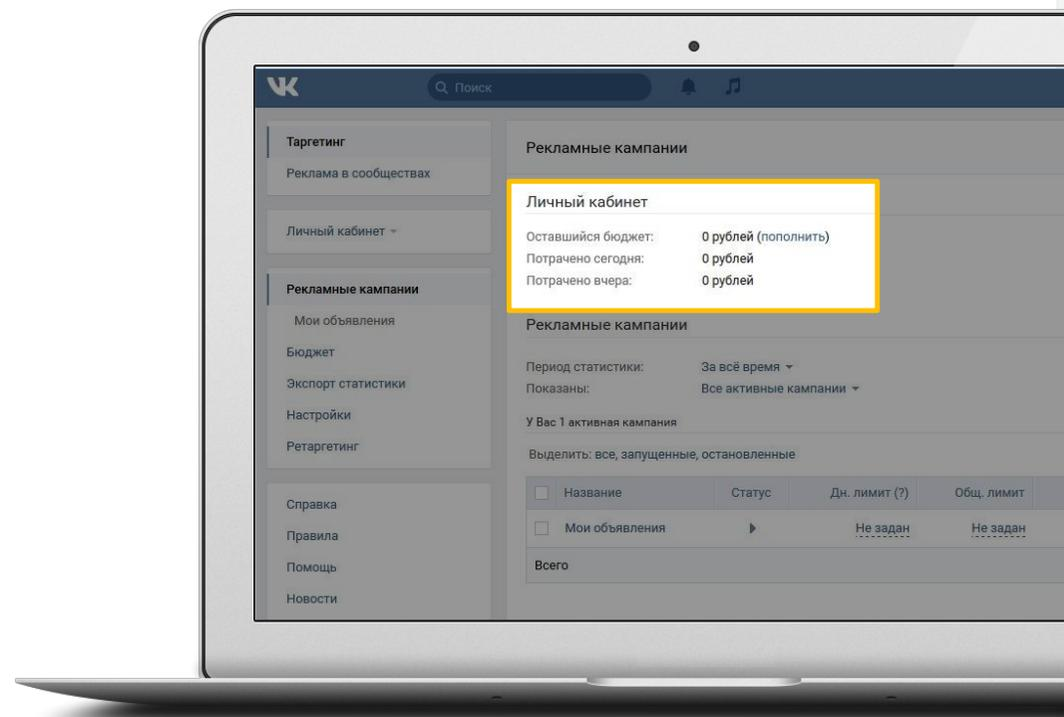 VK
Поиск
Таргетинг
Реклама в сообществах
Личный кабинет
Рекламные кампании
Мои объявления
Бюджет
Экспорт статистики
Настройки
Ретаргетинг
Справка
Правила
Помощь
Новости
Рекламные кампании
Личный кабинет
Оставшийся бюджет: 0 рублей (пополнить)
Потрачено сегодня: 0 рублей
Потрачено вчера: 0 рублей
Рекламные кампании
Период статистики: За всё время
Показаны: Все активные кампании
У Вас 1 активная кампания
Выделить: все, запущенные, остановленные
Название Статус Дн. лимит (?) Общ. лимит
Мои объявления Не задан Не задан
Всего